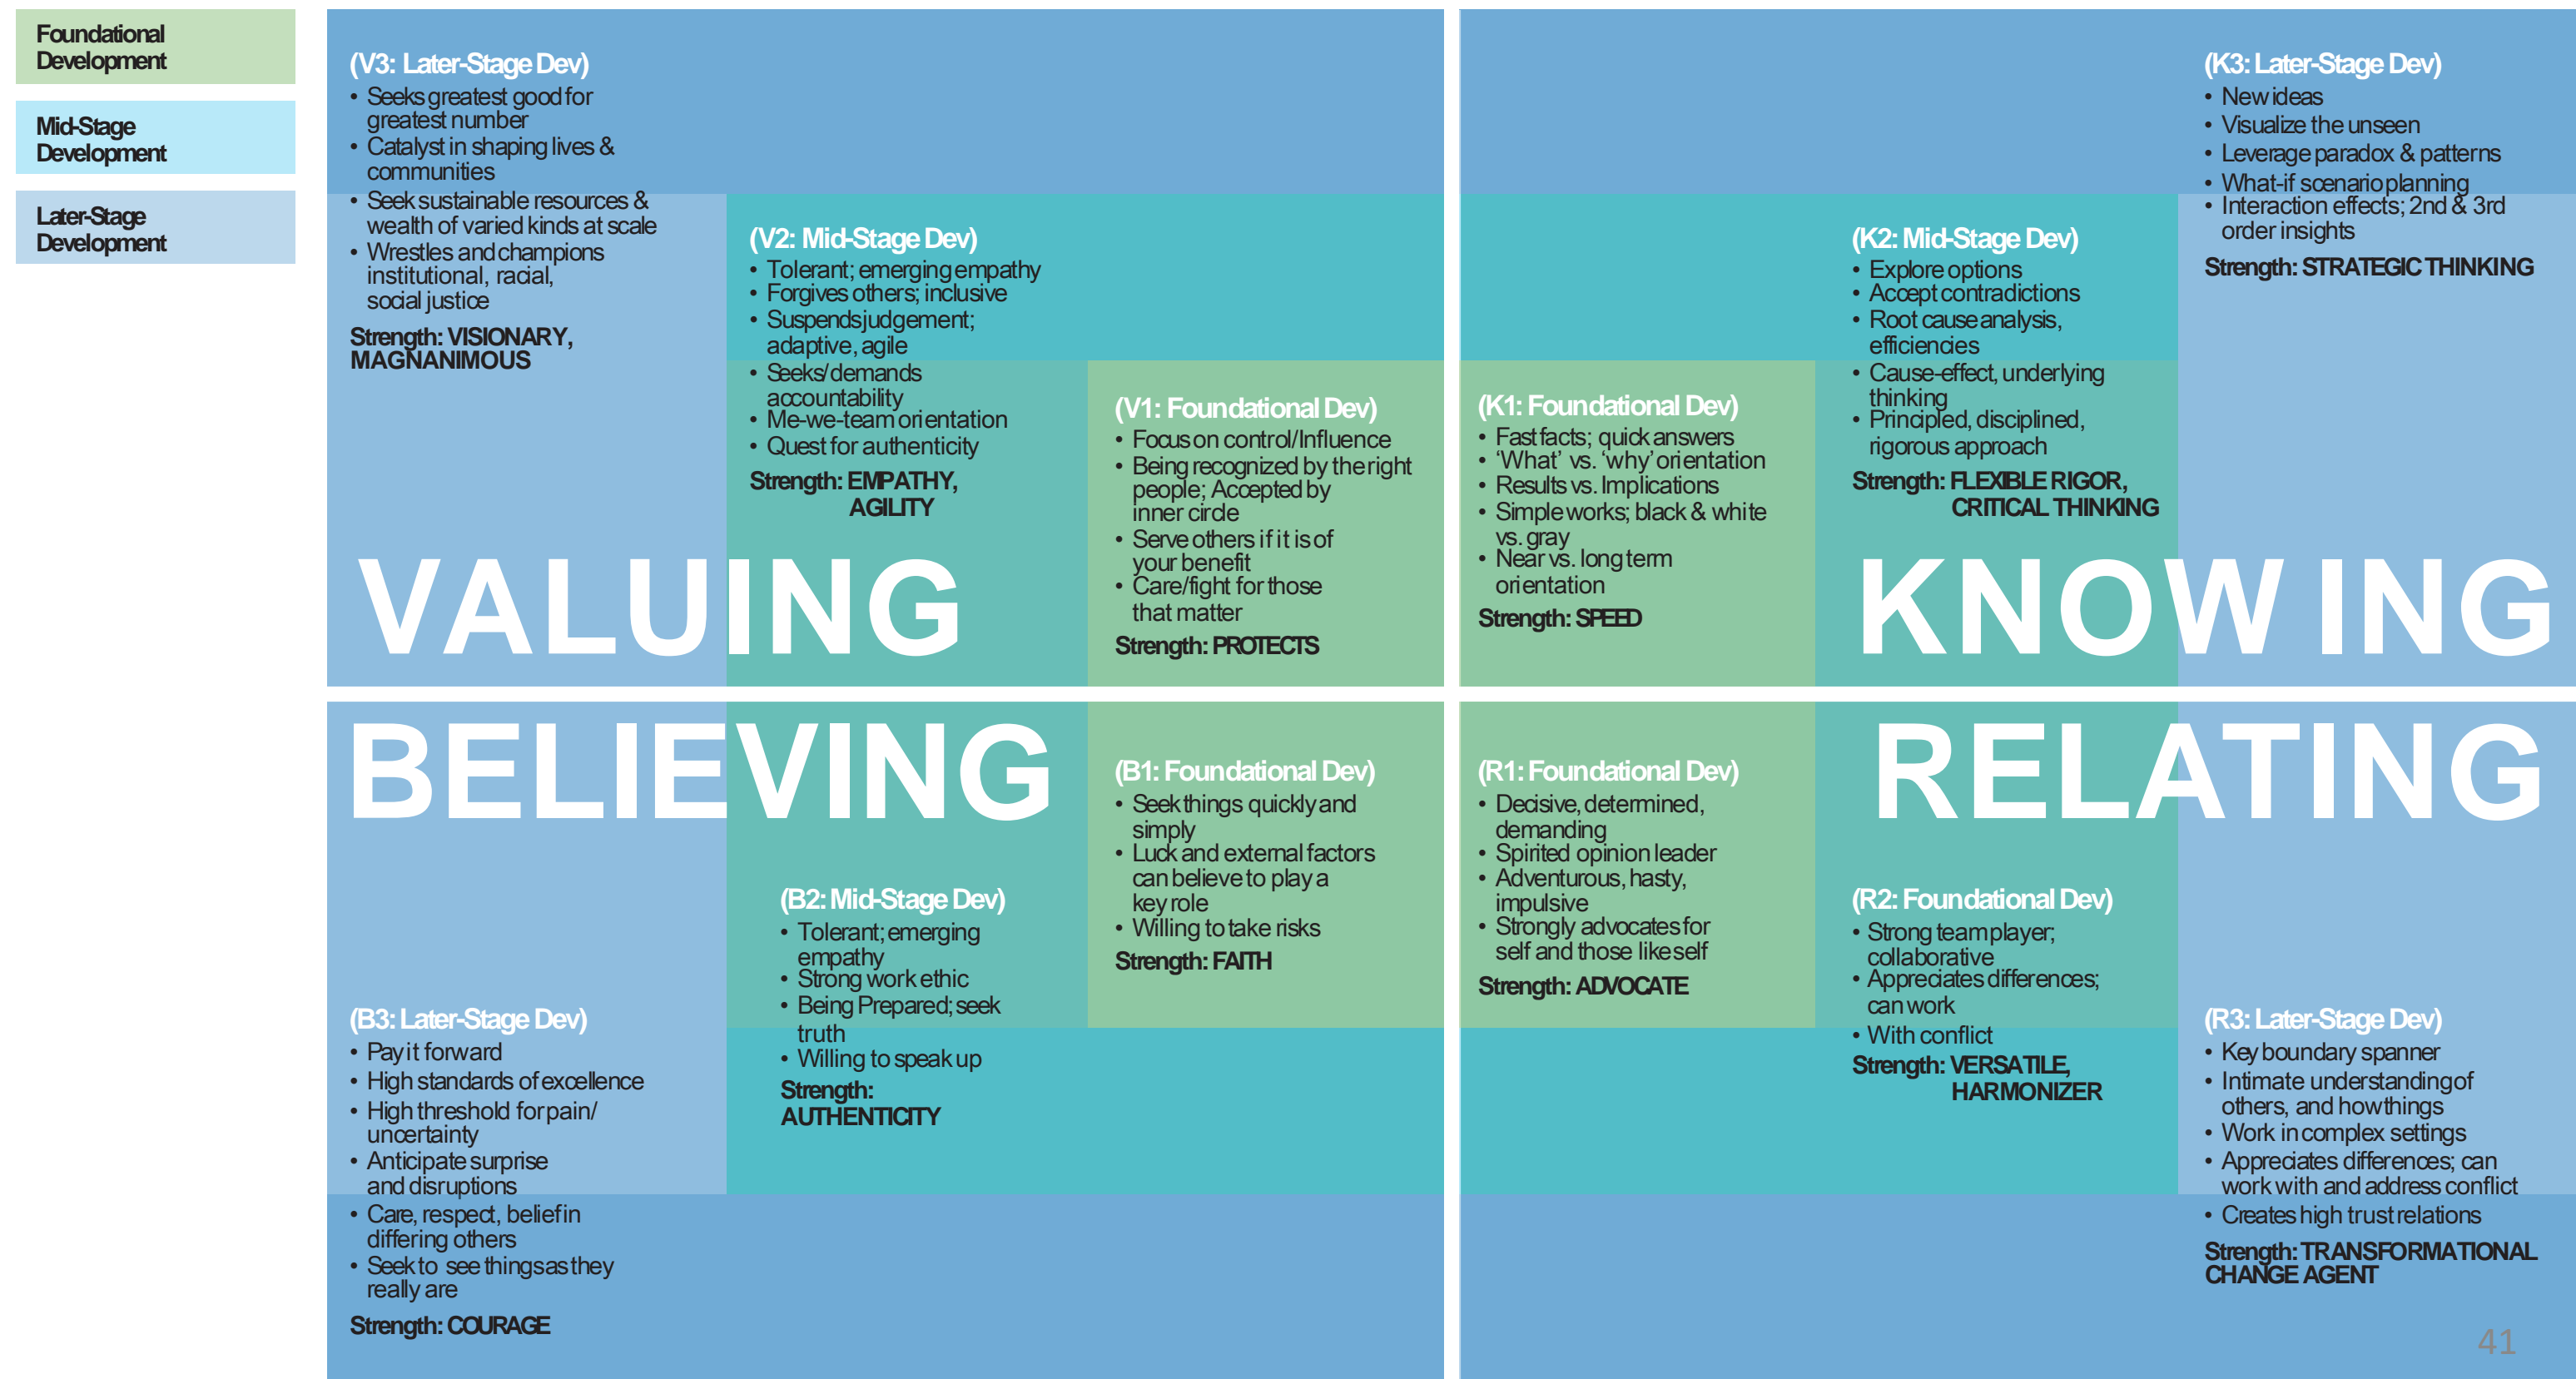 Foundational
Development
Mid-Stage
Development
Later-Stage
Development
(V3: Later-Stage Dev)
• Seeks greatest good for
greatest number
• Catalyst in shaping lives &
communities
• Seek sustainable resources &
wealth of varied kinds at scale
• Wrestles and champions
institutional, racial,
social justice
Strength: VISIONARY,
MAGNANIMOUS
(V2: Mid-Stage Dev)
• Tolerant; emerging empathy
• Forgives others; inclusive
• Suspends judgement;
adaptive, agile
• Seeks/demands
accountability
• Me-we-team orientation
• Quest for authenticity
Strength: EMPATHY,
AGILITY
(V1: Foundational Dev)
• Focus on control/Influence
• Being recognized by the right
people; Accepted by
inner circle
• Serve others if it is of
your benefit
• Care/fight for those
that matter
Strength: PROTECTS
VALUING
(K1: Foundational Dev)
• Fast facts; quick answers
• ‘What’ vs. ‘why’ orientation
• Results vs. Implications
• Simple works; black & white
vs. gray
• Near vs. long term
orientation
Strength: SPEED
(K2: Mid-Stage Dev)
• Explore options
• Accept contradictions
• Root cause analysis,
efficiencies
• Cause-effect, underlying
thinking
• Principled, disciplined,
rigorous approach
Strength: FLEXIBLE RIGOR,
CRITICAL THINKING
(K3: Later-Stage Dev)
• New ideas
• Visualize the unseen
• Leverage paradox & patterns
• What-if scenario planning
• Interaction effects; 2nd & 3rd
order insights
Strength: STRATEGIC THINKING
KNOWING
BELIEVING
(B3: Later-Stage Dev)
• Pay it forward
• High standards of excellence
• High threshold for pain/
uncertainty
• Anticipate surprise
and disruptions
• Care, respect, belief in
differing others
• Seek to see things as they
really are
Strength: COURAGE
(B2: Mid-Stage Dev)
• Tolerant; emerging
empathy
• Strong work ethic
• Being Prepared; seek
truth
• Willing to speak up
Strength:
AUTHENTICITY
(B1: Foundational Dev)
• Seek things quickly and
simply
• Luck and external factors
can believe to play a
key role
• Willing to take risks
Strength: FAITH
RELATING
(R1: Foundational Dev)
• Decisive, determined,
demanding
• Spirited opinion leader
• Adventurous, hasty,
impulsive
• Strongly advocates for
self and those like self
Strength: ADVOCATE
(R2: Foundational Dev)
• Strong team player;
collaborative
• Appreciates differences;
can work
• With conflict
Strength: VERSATILE,
HARMONIZER
(R3: Later-Stage Dev)
• Key boundary spanner
• Intimate understanding of
others, and how things
• Work in complex settings
• Appreciates differences; can
work with and address conflict
• Creates high trust relations
Strength: TRANSFORMATIONAL
CHANGE AGENT
41